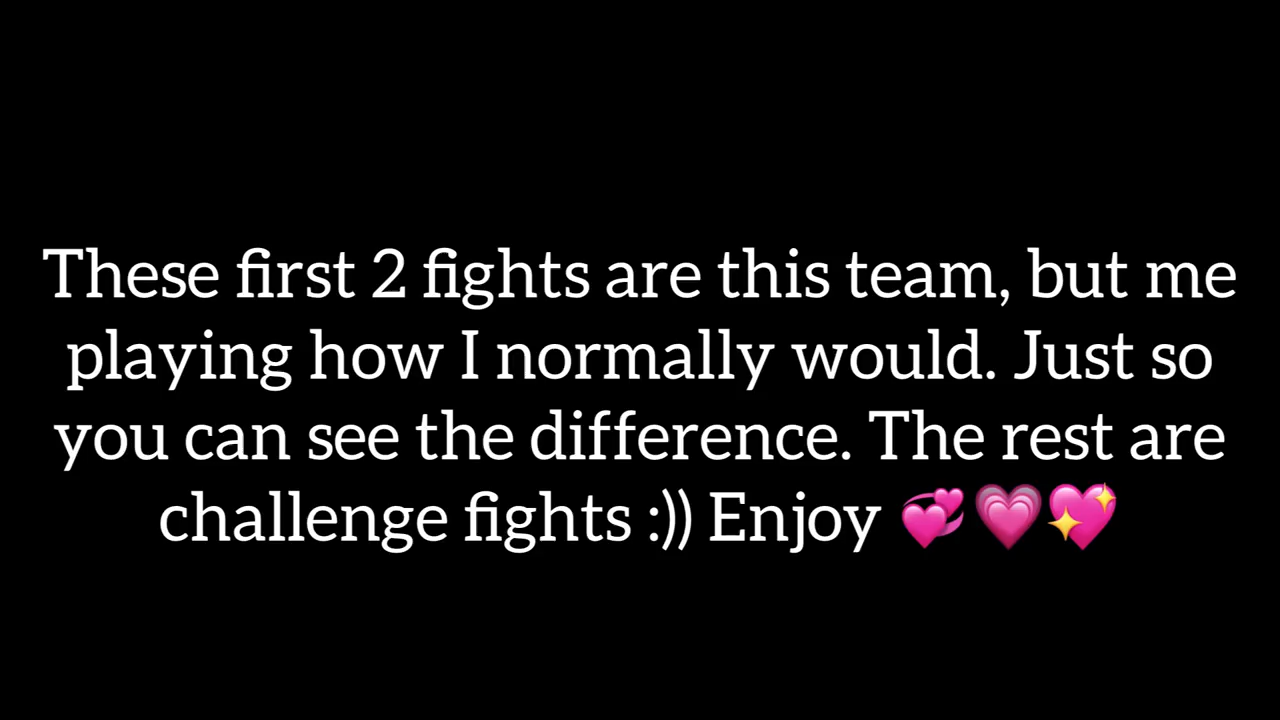 These first 2 fights are this team, but me
playing how I normally would. Just so
you can see the difference. The rest are
challenge fights :)) Enjoy 💞💗💖